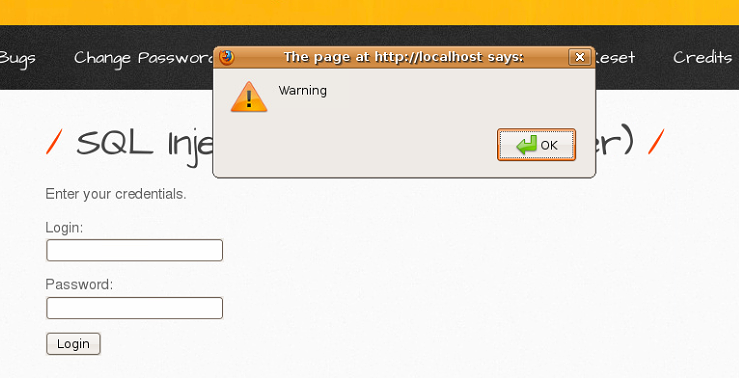 Bugs Change Password Reset Credits
The page at http://localhost says:
Warning
OK
/ SQL Inje er) /
Enter your credentials.
Login:
Password:
Login